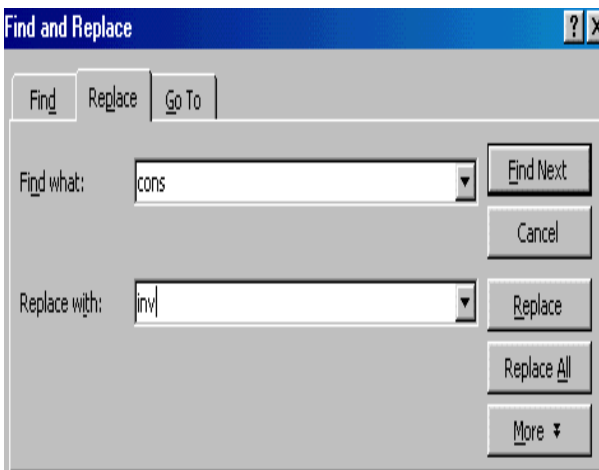 Find and Replace
Find Replace Go To
Find what: cons Find Next
Cancel
Replace with: inv Replace
Replace All
More